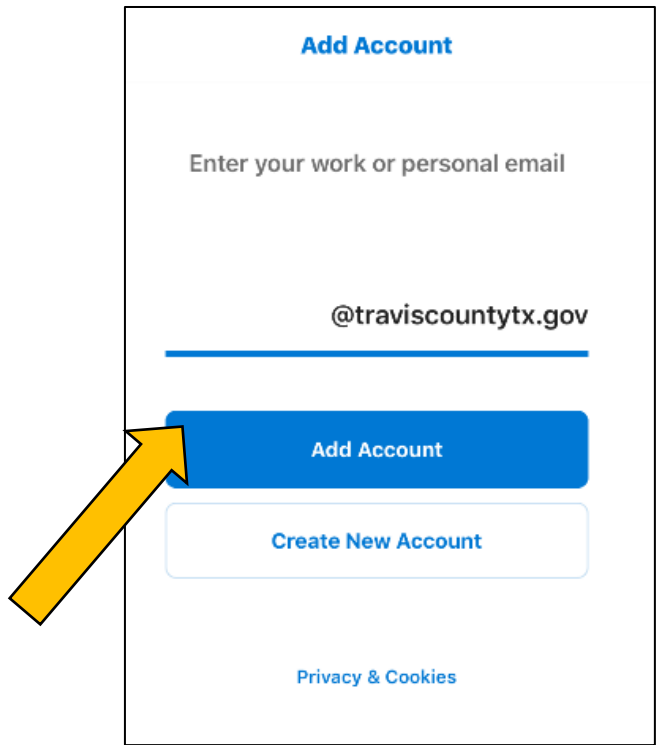 Add Account
Enter your work or personal email
@traviscountytx.gov
Add Account
Create New Account
Privacy & Cookies